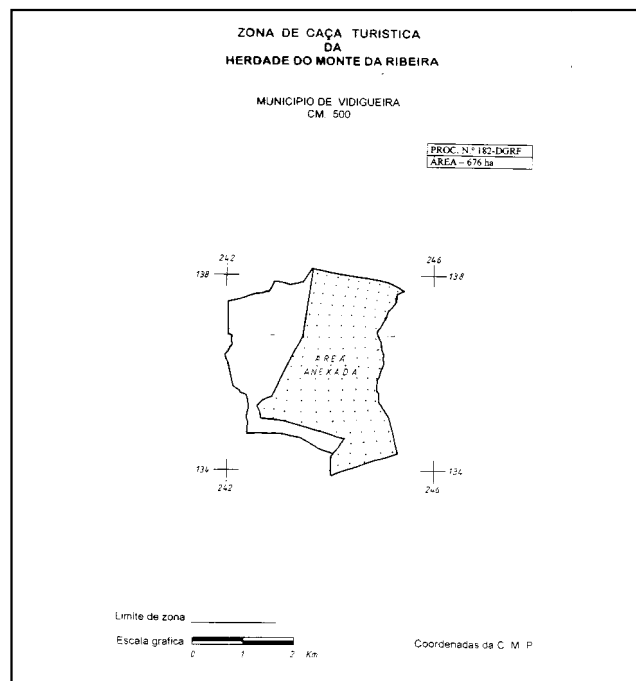 ZONA DE CAÇA TURISTICA
DA
HERDADE DO MONTE DA RIBEIRA
MUNICIPIO DE VIDIGUEIRA
CM. 500
PROC. N.º 182-DGRF
AREA – 676 ha
242
246
138
138
AREA
ANEXADA
134
134
242
246
Limite de zona
Escala grafica
0 1 2 Km
Coordenadas da C M P